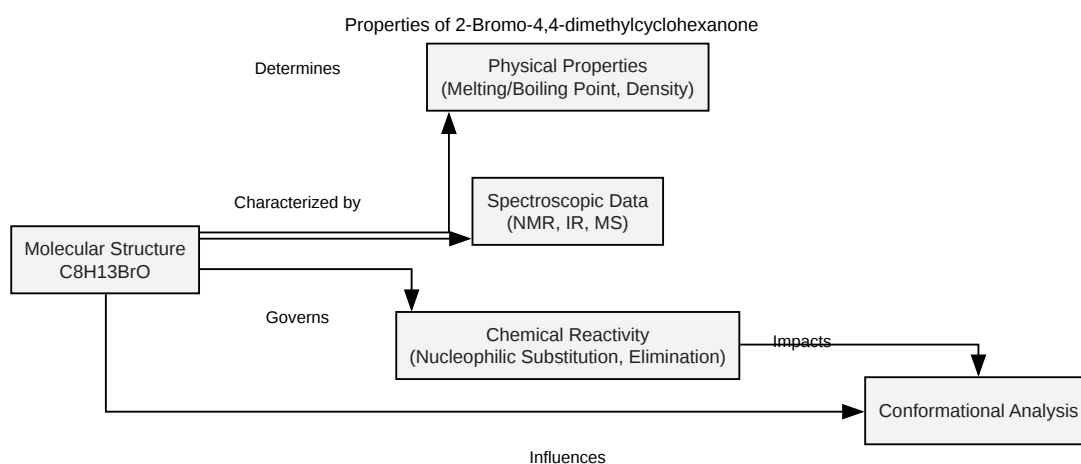 Properties of 2-Bromo-4,4-dimethylcyclohexanone
Determines
Physical Properties
(Melting/Boiling Point, Density)
Characterized by
Spectroscopic Data
(NMR, IR, MS)
Molecular Structure
C8H13BrO
Governs
Chemical Reactivity
(Nucleophilic Substitution, Elimination)
Impacts
Conformational Analysis
Influences